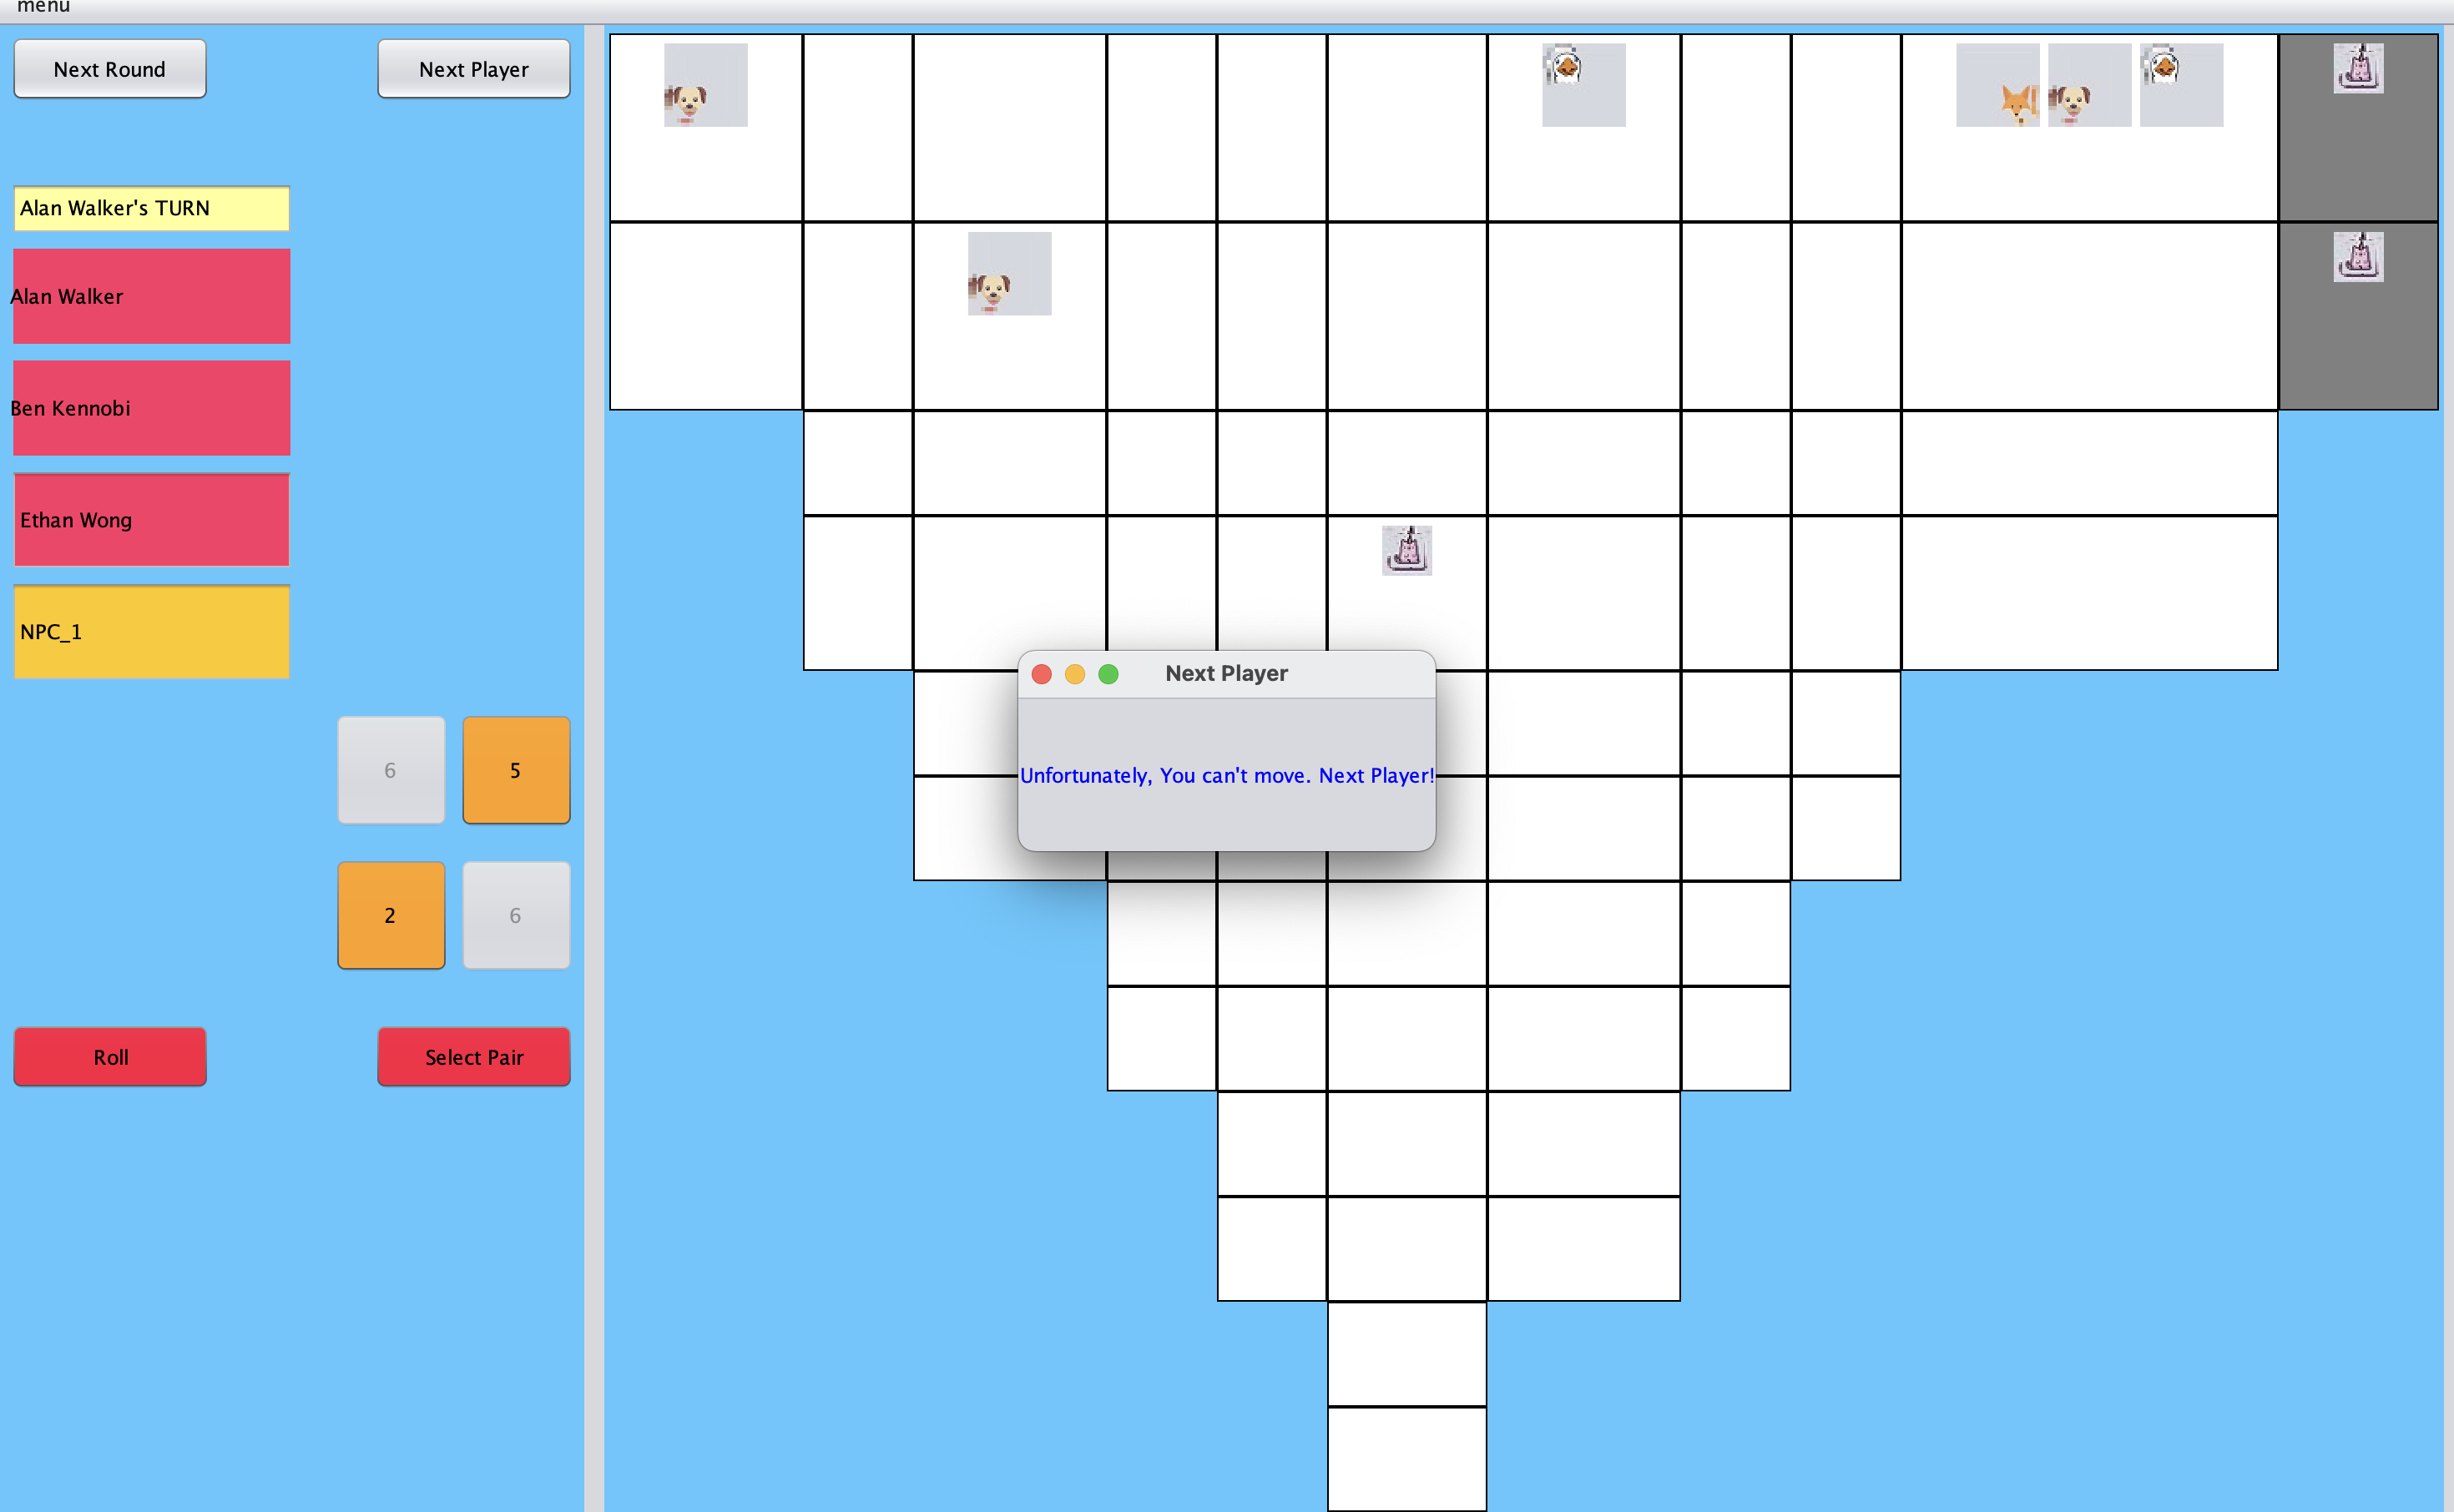 menu
Next Round
Next Player
Alan Walker's TURN
Alan Walker
Ben Kennobi
Ethan Wong
NPC_1
6
5
2
6
Roll
Select Pair
Next Player
Unfortunately, You can't move. Next Player!